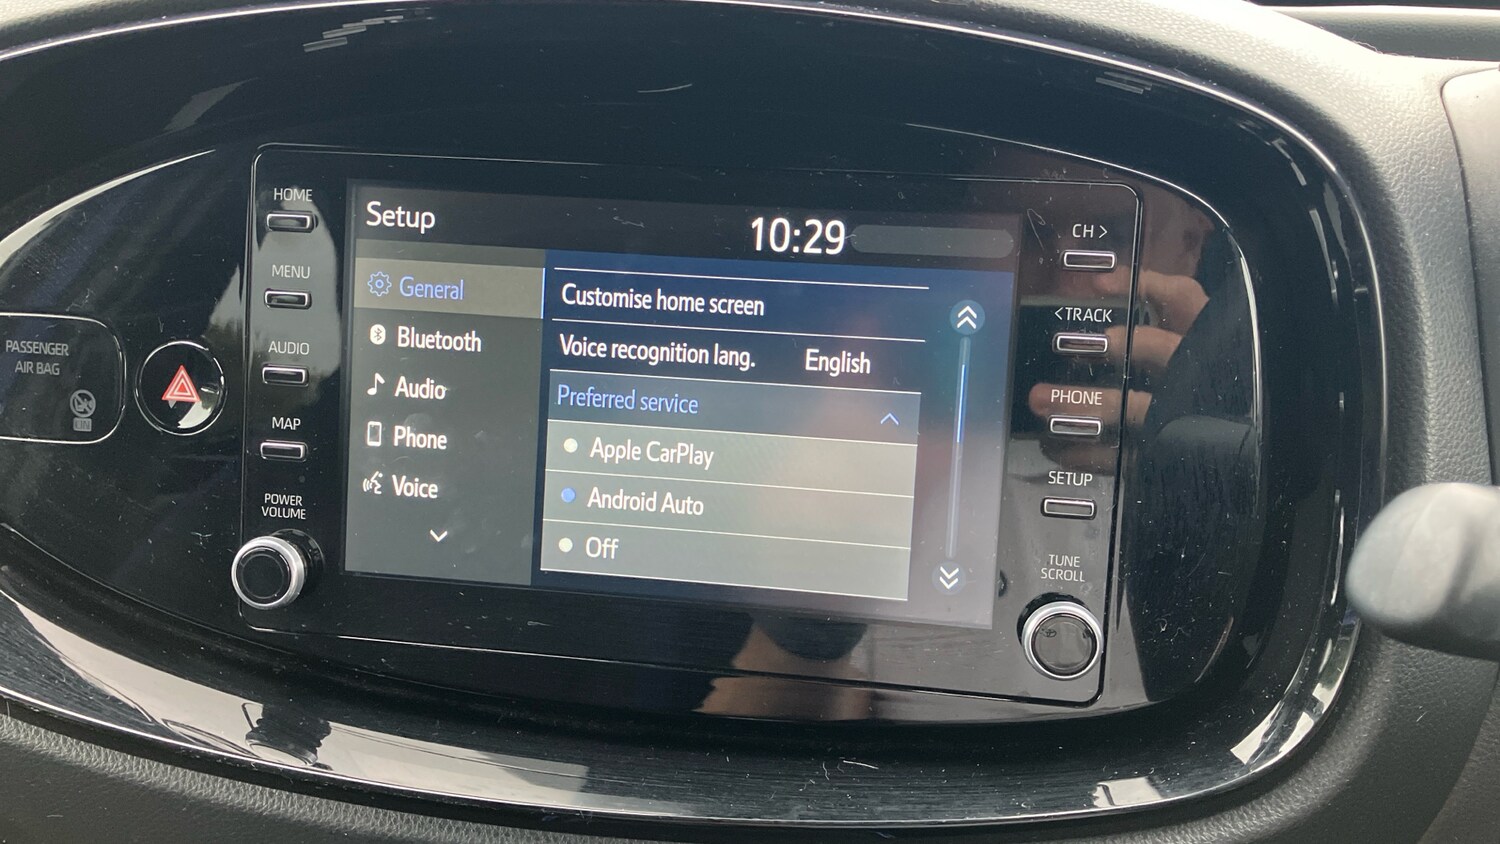 PASSENGER
AIR BAG
HOME
MENU
AUDIO
MAP
POWER
VOLUME
Setup
10:29
General
Bluetooth
Audio
Phone
Voice
Customise home screen
Voice recognition lang. English
Preferred service
Apple CarPlay
Android Auto
Off
CH >
<TRACK
PHONE
SETUP
TUNE
SCROLL